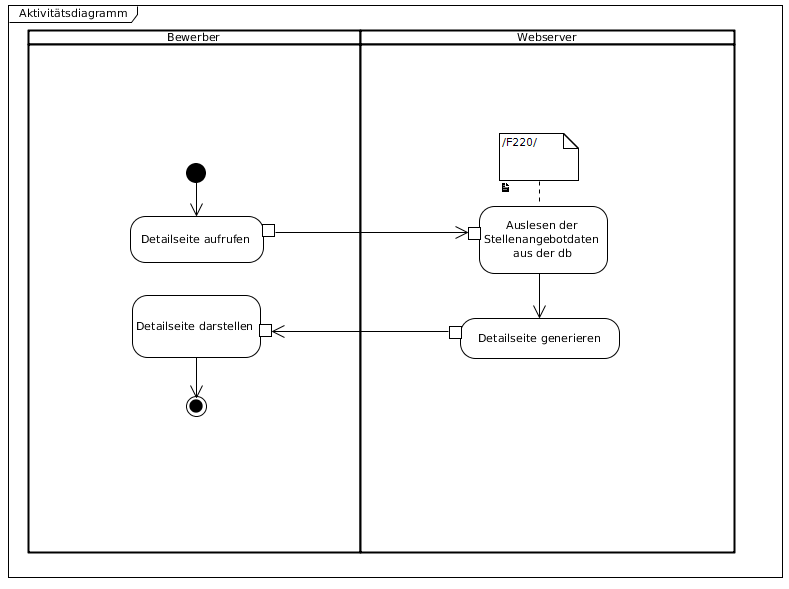 Aktivitätsdiagramm
Bewerber
Webserver
/F220/
Detailseite aufrufen
Auslesen der
Stellenangebotdaten
aus der db
Detailseite darstellen
Detailseite generieren